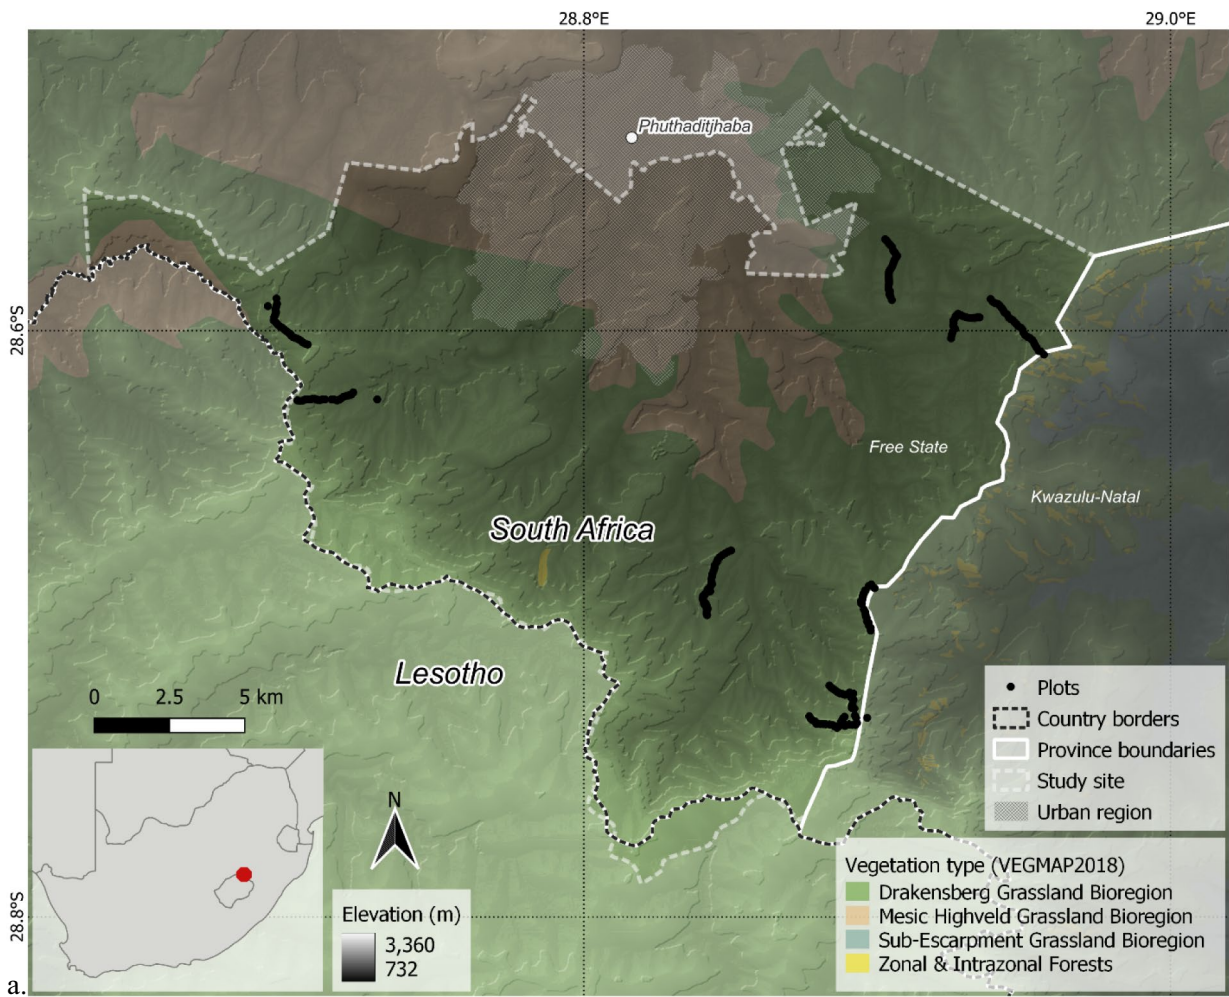 28.8°E
29.0°E
Phuthaditjhaba
28.6°S
Free State
Kwazulu-Natal
South Africa
Lesotho
0 2.5 5 km
Plots
Country borders
Province boundaries
Study site
Urban region
N
Vegetation type (VEGMAP2018)
Drakensberg Grassland Bioregion
Mesic Highveld Grassland Bioregion
Sub-Escarpment Grassland Bioregion
Zonal & Intrazonal Forests
Elevation (m)
3,360
732
28.8°S
a.